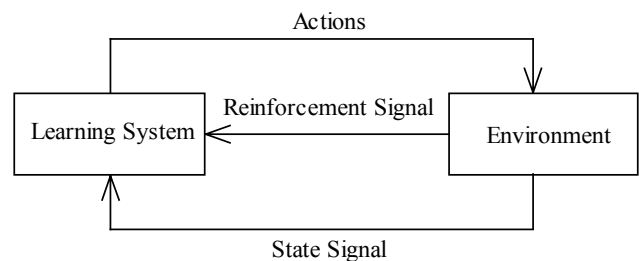 Actions
Reinforcement Signal
Learning System
Environment
State Signal